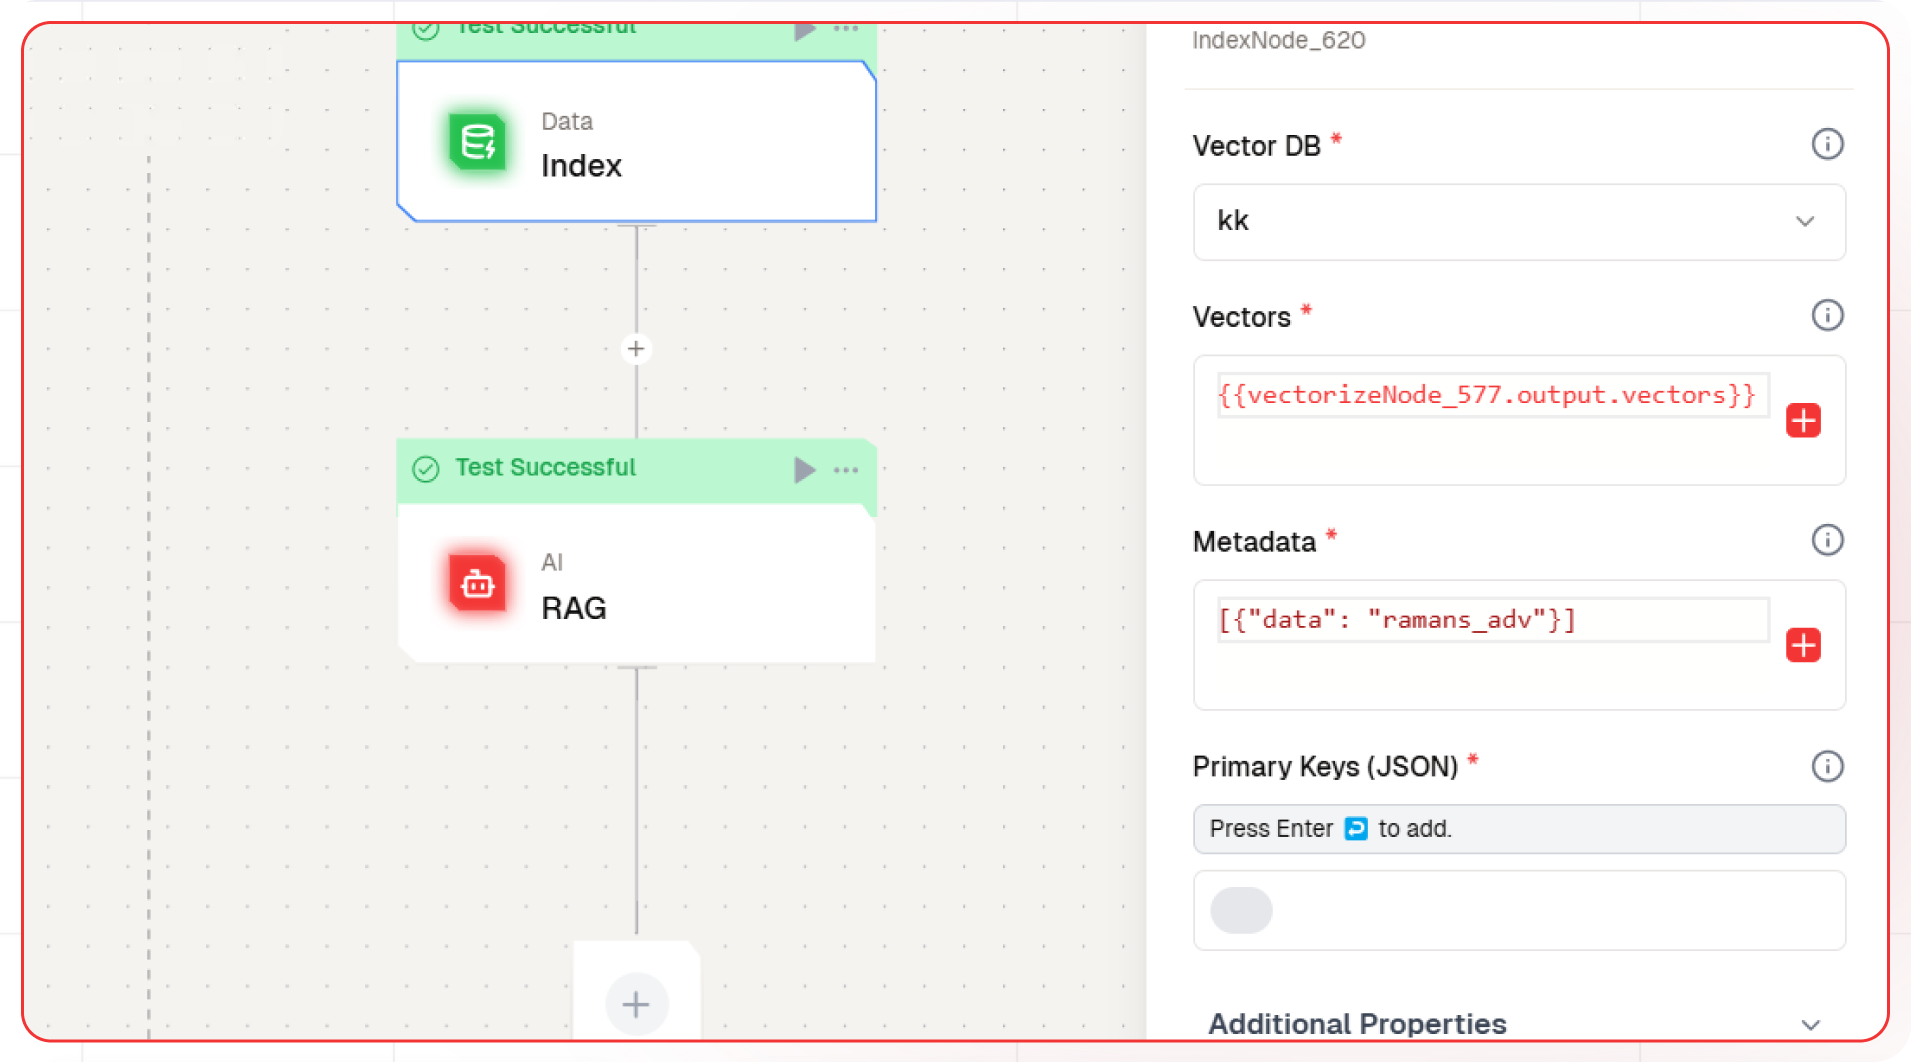 Test Successful
Data
Index
Test Successful
AI
RAG
IndexNode_620
Vector DB *
kk
Vectors *
{{vectorizeNode_577.output.vectors}}
Metadata *
[{"data": "ramans_adv"}]
Primary Keys (JSON) *
Press Enter to add.
Additional Properties